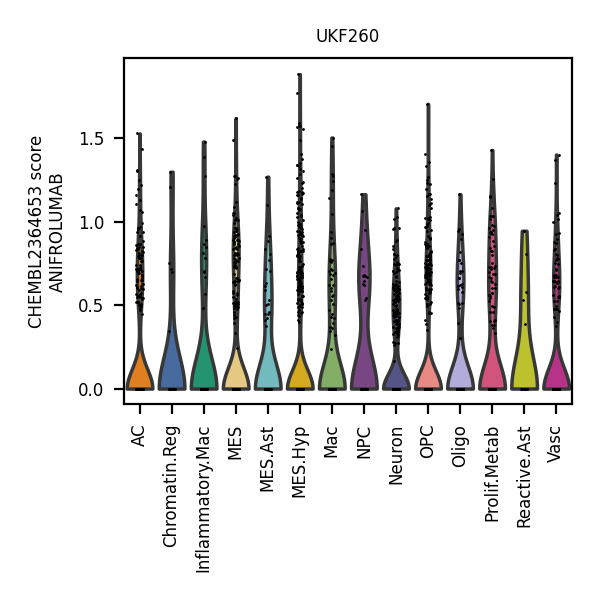 UKF260
CHEMBL2364653 score
ANIFROLUMAB
1.5
1.0
0.5
0.0
AC
Chromatin.Reg
Inflammatory.Mac
MES
MES.Ast
MES.Hyp
Mac
NPC
Neuron
OPC
Oligo
Prolif.Metab
Reactive.Ast
Vasc